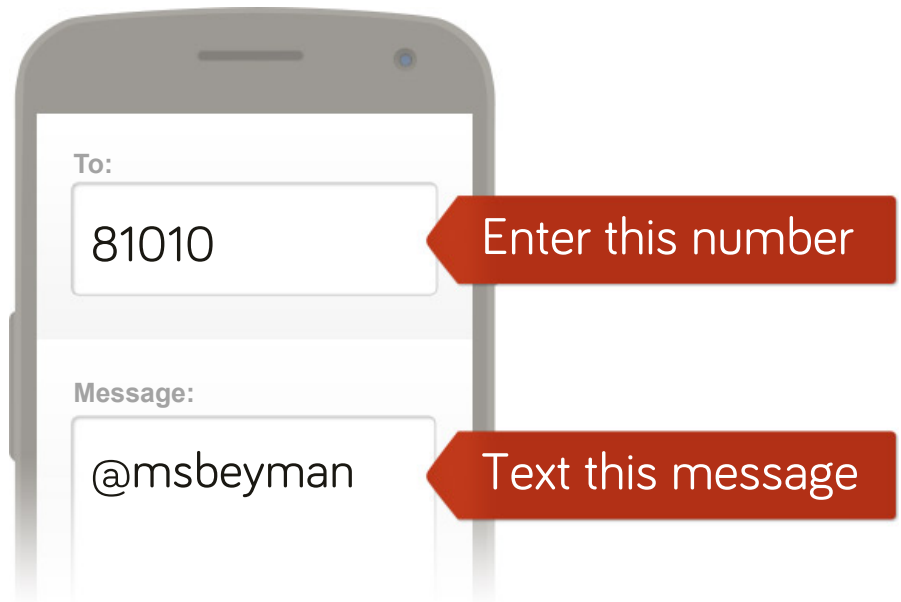 To:
81010
Enter this number
Message:
@msbeyman
Text this message